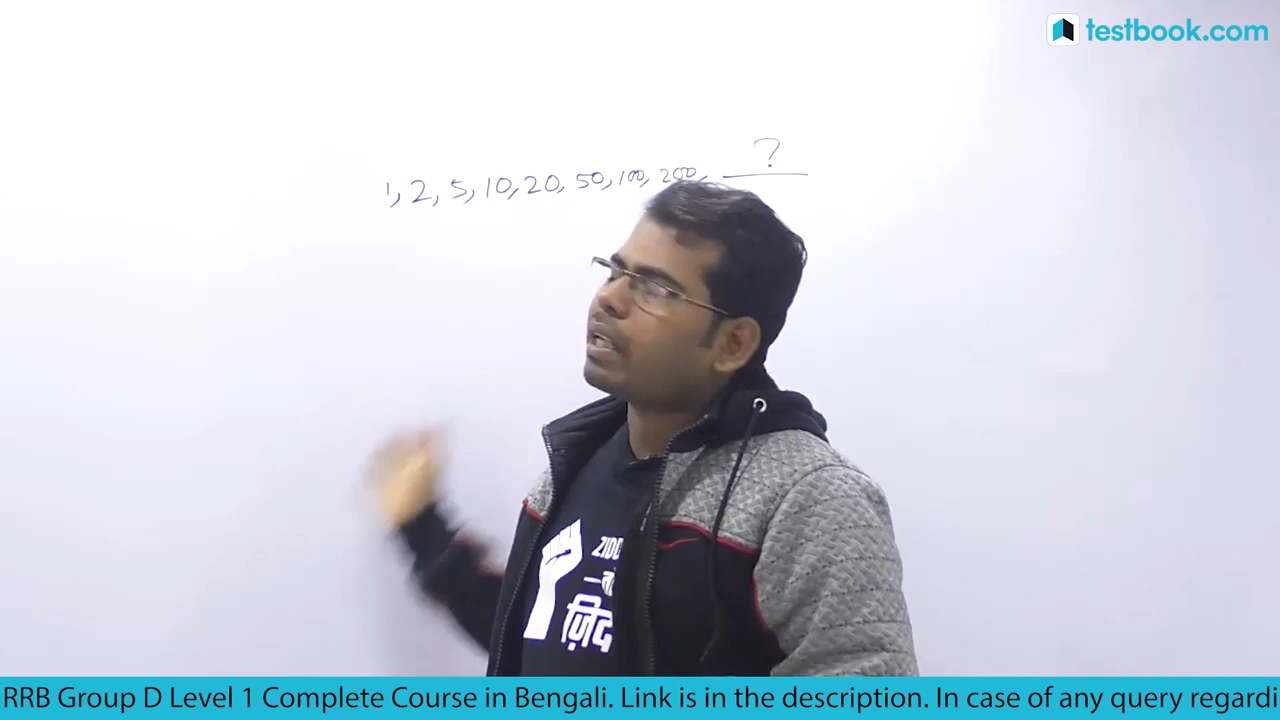 testbook.com
?
1, 2, 5, 10, 20, 50, 100, 200,
ज़िद
RRB Group D Level 1 Complete Course in Bengali. Link is in the description. In case of any query regardi